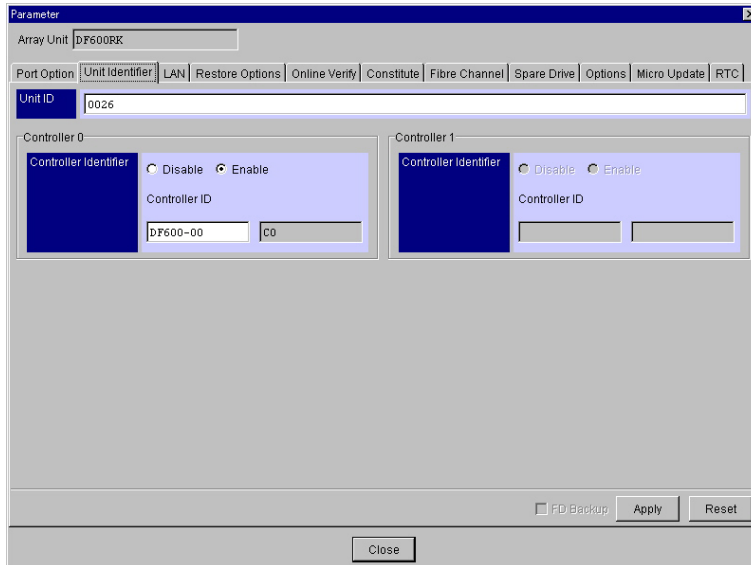 Parameter
Array Unit DF600RK
Port Option Unit Identifier LAN Restore Options Online Verify Constitute Fibre Channel Spare Drive Options Micro Update RTC
Unit ID 0026
Controller 0 Controller 1
Controller Identifier Disable Enable Controller Identifier Disable Enable
Controller ID Controller ID
DF600-00 C0
FD Backup Apply Reset
Close